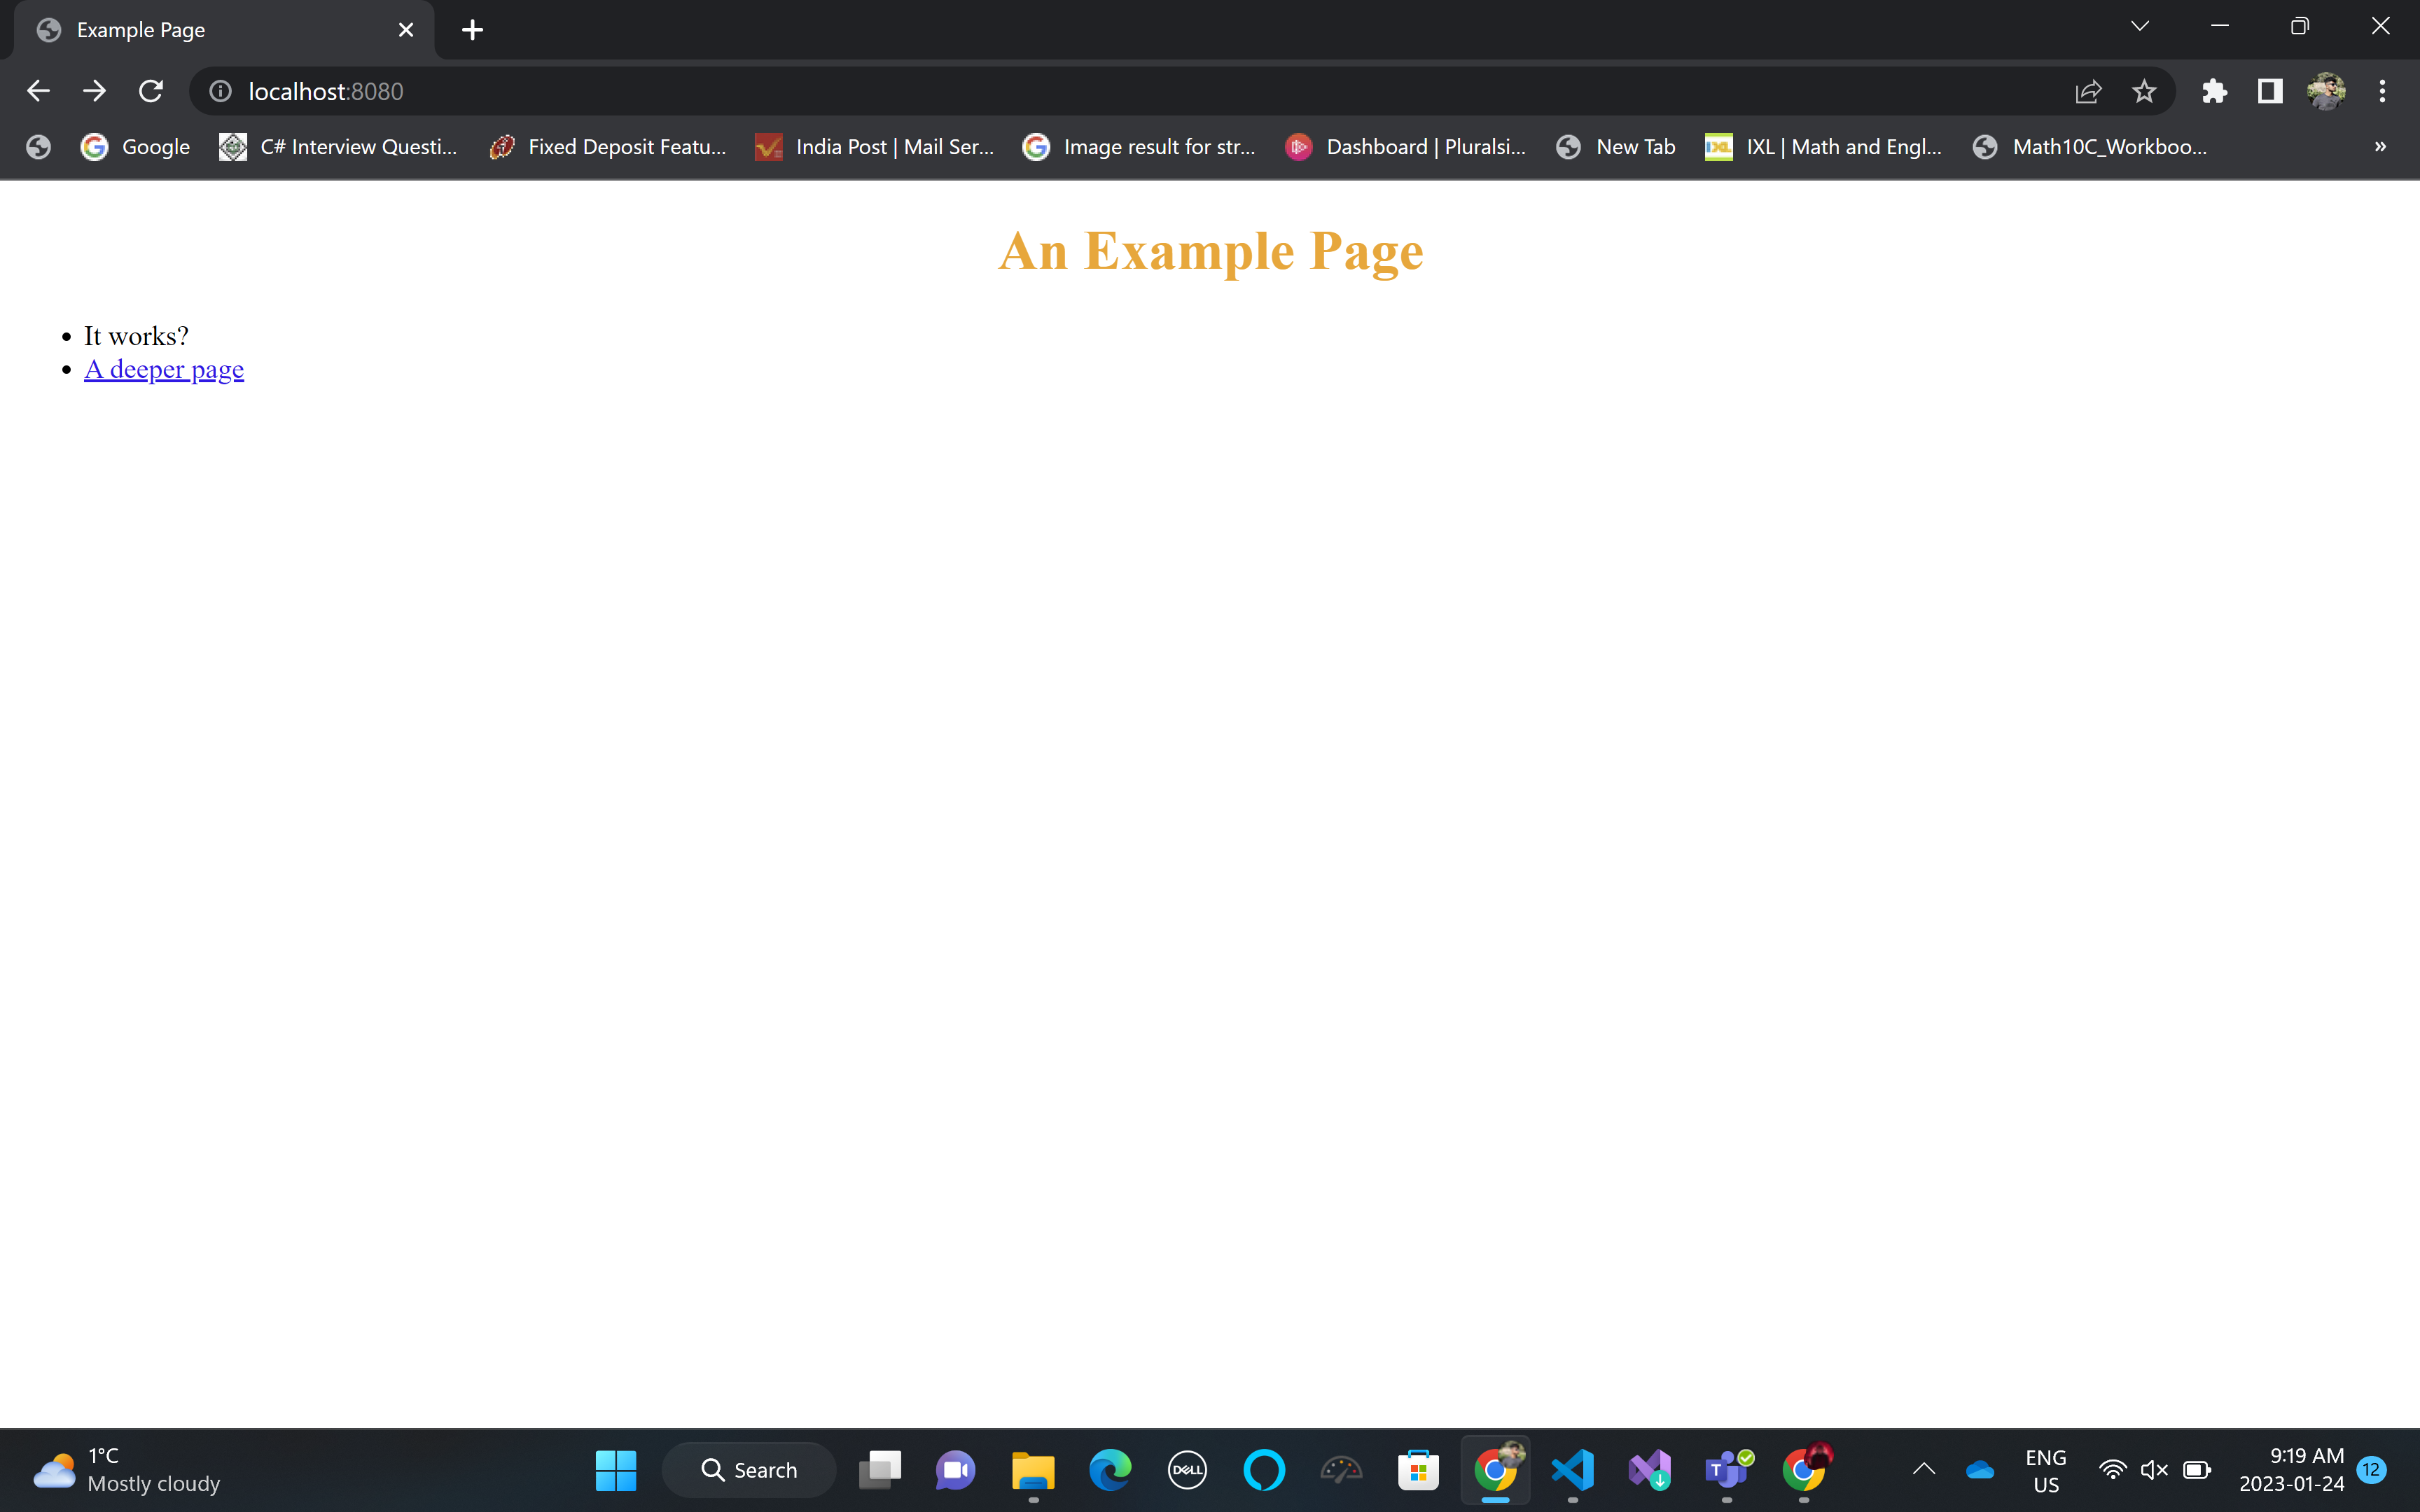 Example Page
localhost:8080
Google
C# Interview Questi...
Fixed Deposit Featu...
India Post | Mail Ser...
Image result for str...
Dashboard | Pluralsi...
New Tab
IXL | Math and Engl...
Math10C_Workboo...
An Example Page
It works?
A deeper page
1°C
Mostly cloudy
Search
DELL
T
ENG
US
9:19 AM
2023-01-24
12